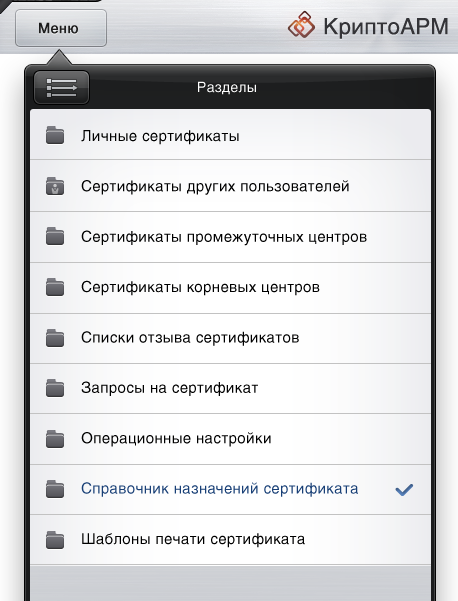 Меню
КриптоАРМ
Разделы
Личные сертификаты
Сертификаты других пользователей
Сертификаты промежуточных центров
Сертификаты корневых центров
Списки отзыва сертификатов
Запросы на сертификат
Операционные настройки
Справочник назначений сертификата
Шаблоны печати сертификата